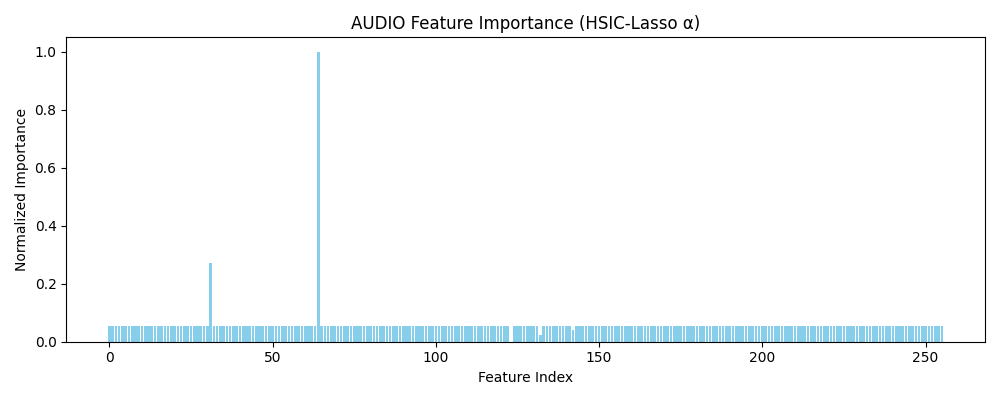 AUDIO Feature Importance (HSIC-Lasso α)
Normalized Importance
1.0
0.8
0.6
0.4
0.2
0.0
0 50 100 150 200 250
Feature Index